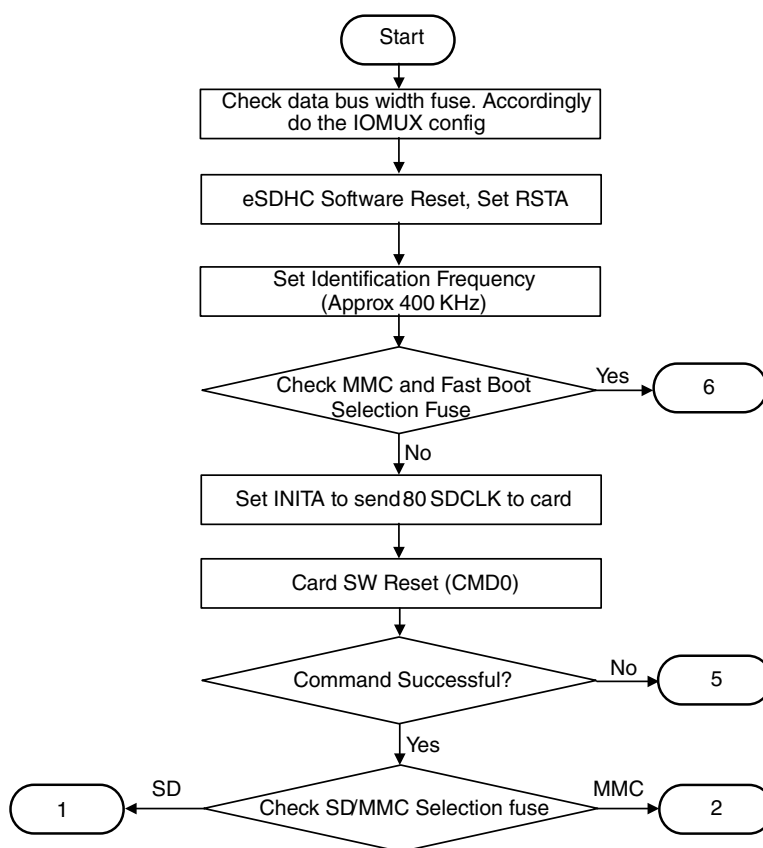 Start
Check data bus width fuse. Accordingly
do the IOMUX config
eSDHC Software Reset, Set RSTA
Set Identification Frequency
(Approx 400 KHz)
Check MMC and Fast Boot
Selection Fuse
Yes
6
No
Set INITA to send 80 SDCLK to card
Card SW Reset (CMD0)
Command Successful?
No
5
Yes
1
SD
Check SD/MMC Selection fuse
MMC
2